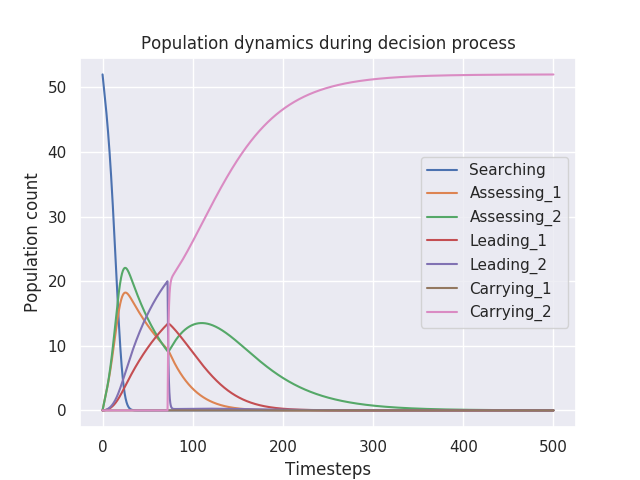 Population dynamics during decision process
Population count
50
40
30
20
10
0
Searching
Assessing_1
Assessing_2
Leading_1
Leading_2
Carrying_1
Carrying_2
0 100 200 300 400 500
Timesteps